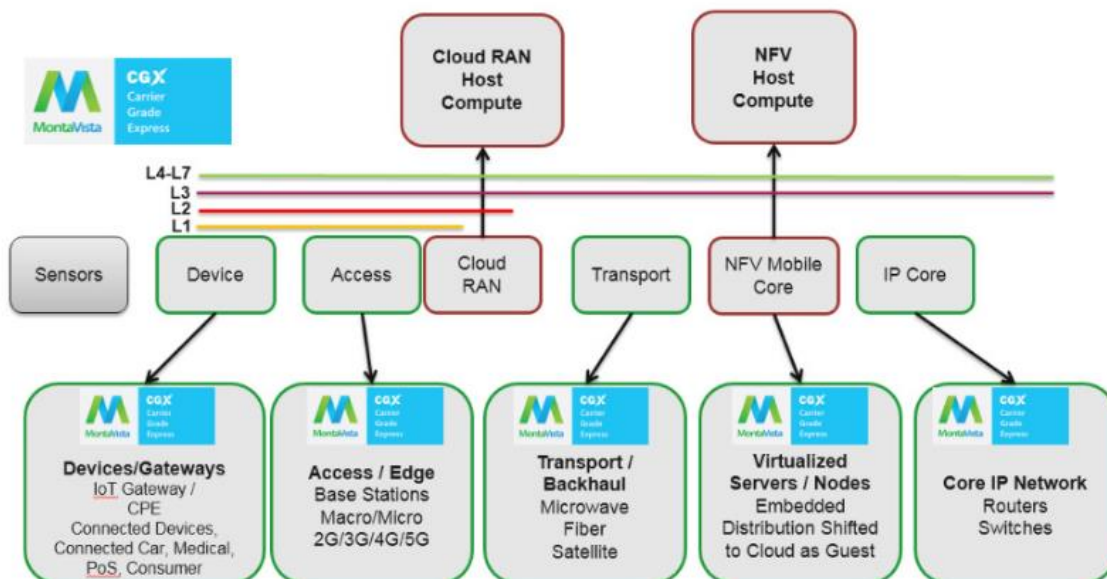 Cloud RAN
Host
Compute
NFV
Host
Compute
MontaVista
CGX
Carrier
Grade
Express
L4-L7
L3
L2
L1
Sensors
Device
Access
Cloud
RAN
Transport
NFV Mobile
Core
IP Core
MontaVista
CGX
Carrier
Grade
Express
Devices/Gateways
IoT Gateway /
CPE
Connected Devices,
Connected Car, Medical,
PoS, Consumer
MontaVista
CGX
Carrier
Grade
Express
Access / Edge
Base Stations
Macro/Micro
2G/3G/4G/5G
MontaVista
CGX
Carrier
Grade
Express
Transport /
Backhaul
Microwave
Fiber
Satellite
MontaVista
CGX
Carrier
Grade
Express
Virtualized
Servers / Nodes
Embedded
Distribution Shifted
to Cloud as Guest
MontaVista
CGX
Carrier
Grade
Express
Core IP Network
Routers
Switches